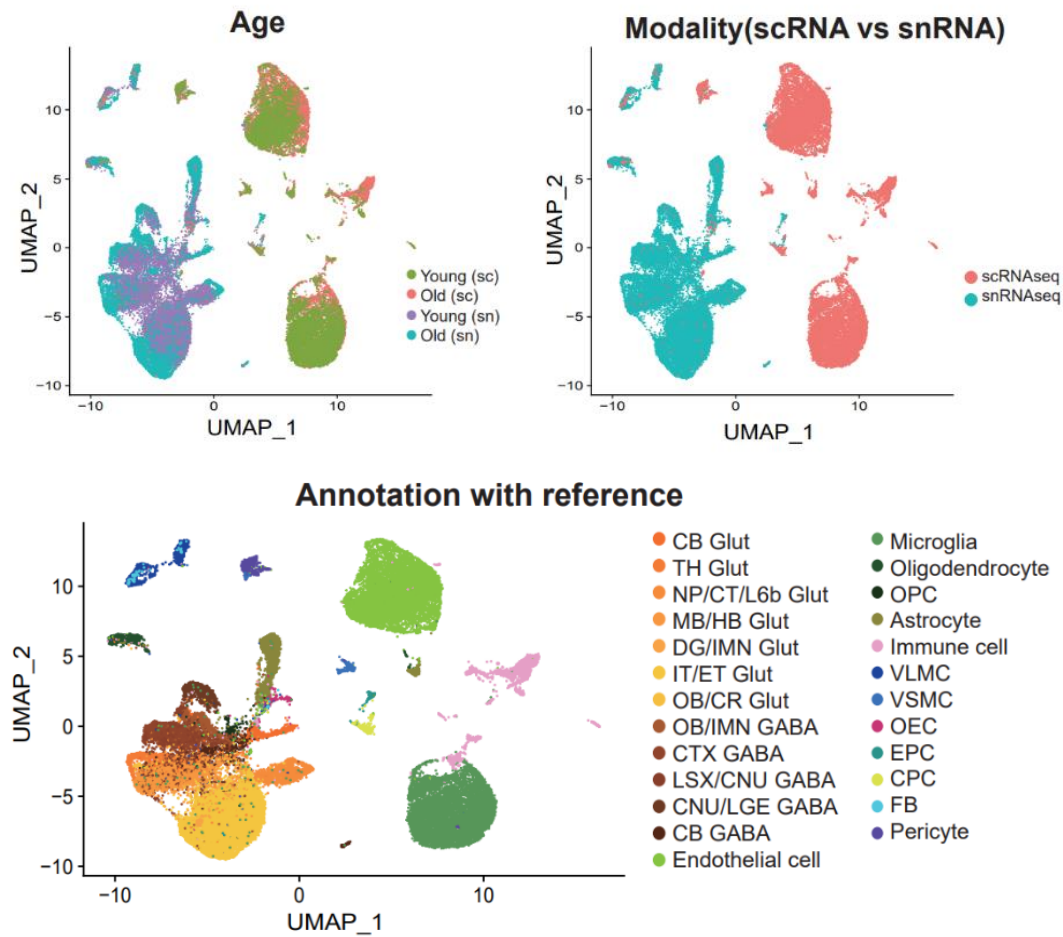 Age
Modality(scRNA vs snRNA)
10
5
0
−5
−10
UMAP_2
−10
0
10
UMAP_1
Young (sc)
Old (sc)
Young (sn)
Old (sn)
10
5
0
−5
−10
UMAP_2
−10
0
10
UMAP_1
scRNAseq
snRNAseq
Annotation with reference
10
5
0
−5
−10
UMAP_2
−10
0
10
UMAP_1
CB Glut
TH Glut
NP/CT/L6b Glut
MB/HB Glut
DG/IMN Glut
IT/ET Glut
OB/CR Glut
OB/IMN GABA
CTX GABA
LSX/CNU GABA
CNU/LGE GABA
CB GABA
Endothelial cell
Microglia
Oligodendrocyte
OPC
Astrocyte
Immune cell
VLMC
VSMC
OEC
EPC
CPC
FB
Pericyte